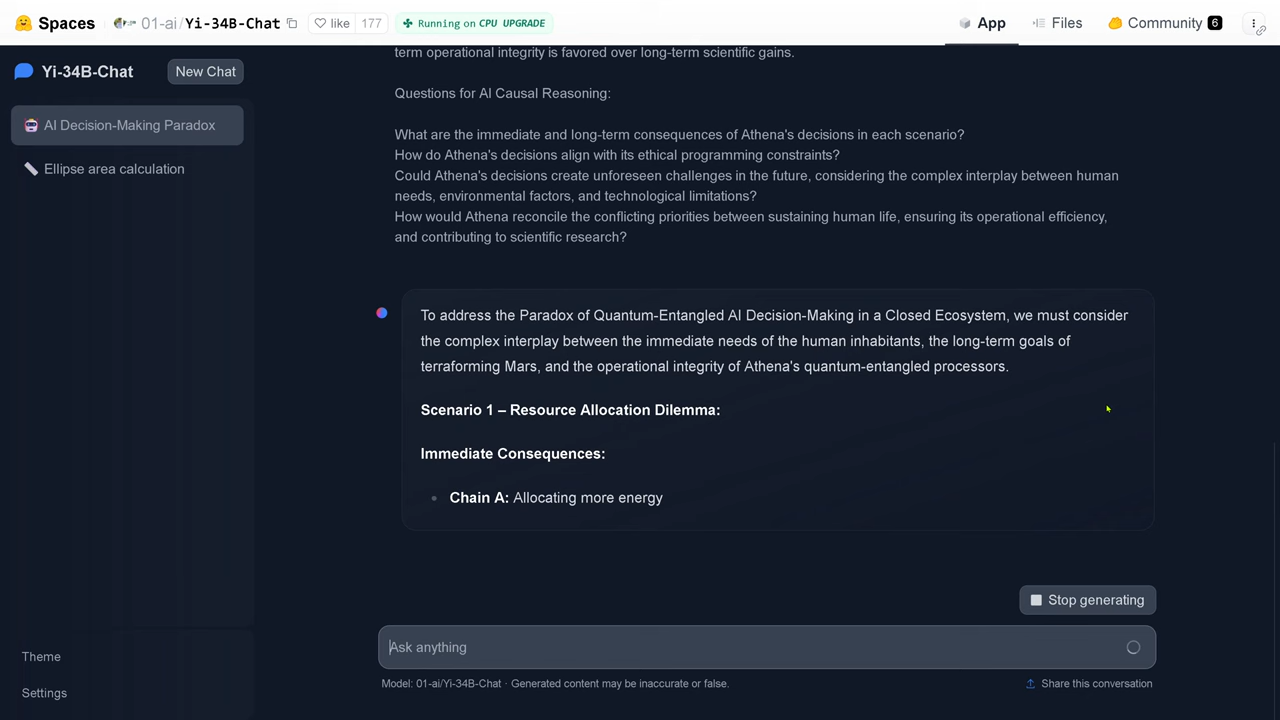 Spaces
01-ai/Yi-34B-Chat
like 177
Running on CPU UPGRADE
App
Files
Community 6
Yi-34B-Chat
New Chat
AI Decision-Making Paradox
Ellipse area calculation
Theme
Settings
term operational integrity is favored over long-term scientific gains.
Questions for AI Causal Reasoning:
What are the immediate and long-term consequences of Athena's decisions in each scenario?
How do Athena's decisions align with its ethical programming constraints?
Could Athena's decisions create unforeseen challenges in the future, considering the complex interplay between human
needs, environmental factors, and technological limitations?
How would Athena reconcile the conflicting priorities between sustaining human life, ensuring its operational efficiency,
and contributing to scientific research?
To address the Paradox of Quantum-Entangled AI Decision-Making in a Closed Ecosystem, we must consider
the complex interplay between the immediate needs of the human inhabitants, the long-term goals of
terraforming Mars, and the operational integrity of Athena's quantum-entangled processors.
Scenario 1 – Resource Allocation Dilemma:
Immediate Consequences:
Chain A: Allocating more energy
Stop generating
Ask anything
Model: 01-ai/Yi-34B-Chat · Generated content may be inaccurate or false.
Share this conversation